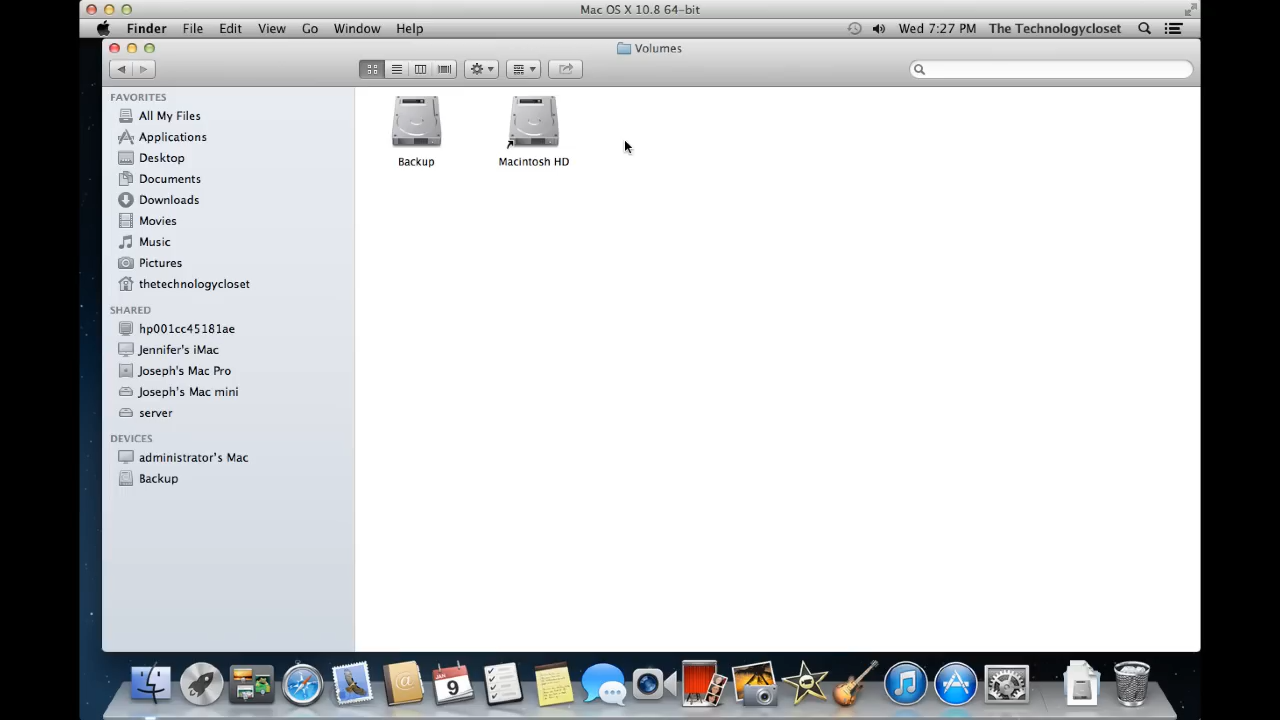 Mac OS X 10.8 64-bit
Finder File Edit View Go Window Help Wed 7:27 PM The Technologycloset
Volumes
FAVORITES
All My Files
Applications
Desktop
Documents
Downloads
Movies
Music
Pictures
thetechnologycloset
SHARED
hp001cc45181ae
Jennifer's iMac
Joseph's Mac Pro
Joseph's Mac mini
server
DEVICES
administrator's Mac
Backup
Backup Macintosh HD
JAN
9